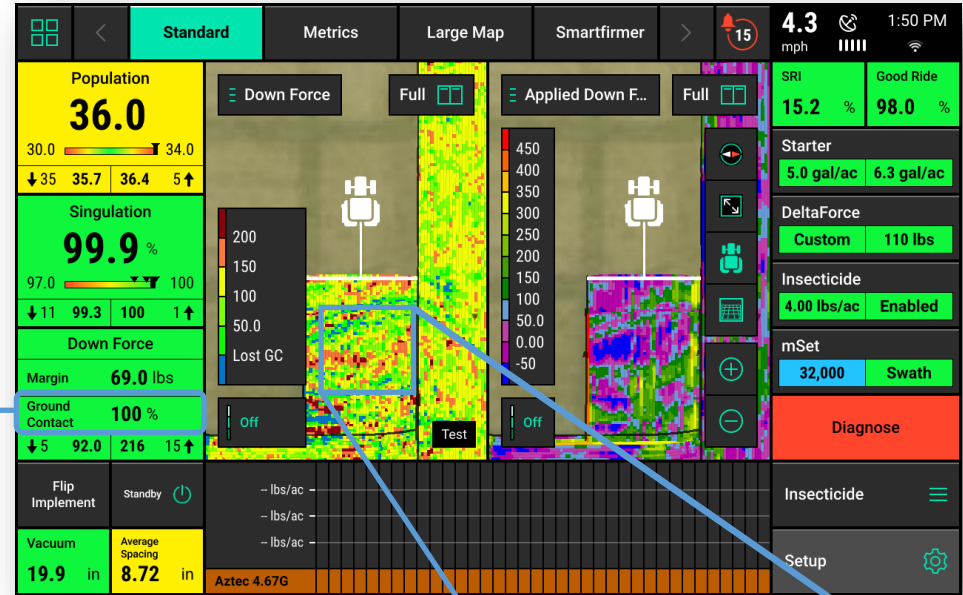 Standard
Metrics
Large Map
Smartfirmer
15
4.3
mph
1:50 PM
Population
36.0
30.0 34.0
35 35.7 36.4 5
Singulation
99.9 %
97.0 100
11 99.3 100 1
Down Force
Margin 69.0 lbs
Ground
Contact 100 %
5 92.0 216 15
Flip
Implement
Standby
Vacuum
19.9 in
Average
Spacing
8.72 in
Down Force
Full
200
150
100
50.0
Lost GC
Off
Test
Applied Down F...
Full
450
400
350
300
250
200
150
100
50.0
0.00
-50
Off
-- lbs/ac
-- lbs/ac
-- lbs/ac
Aztec 4.67G
SRI
15.2 %
Good Ride
98.0 %
Starter
5.0 gal/ac 6.3 gal/ac
DeltaForce
Custom 110 lbs
Insecticide
4.00 lbs/ac Enabled
mSet
32,000 Swath
Diagnose
Insecticide
Setup